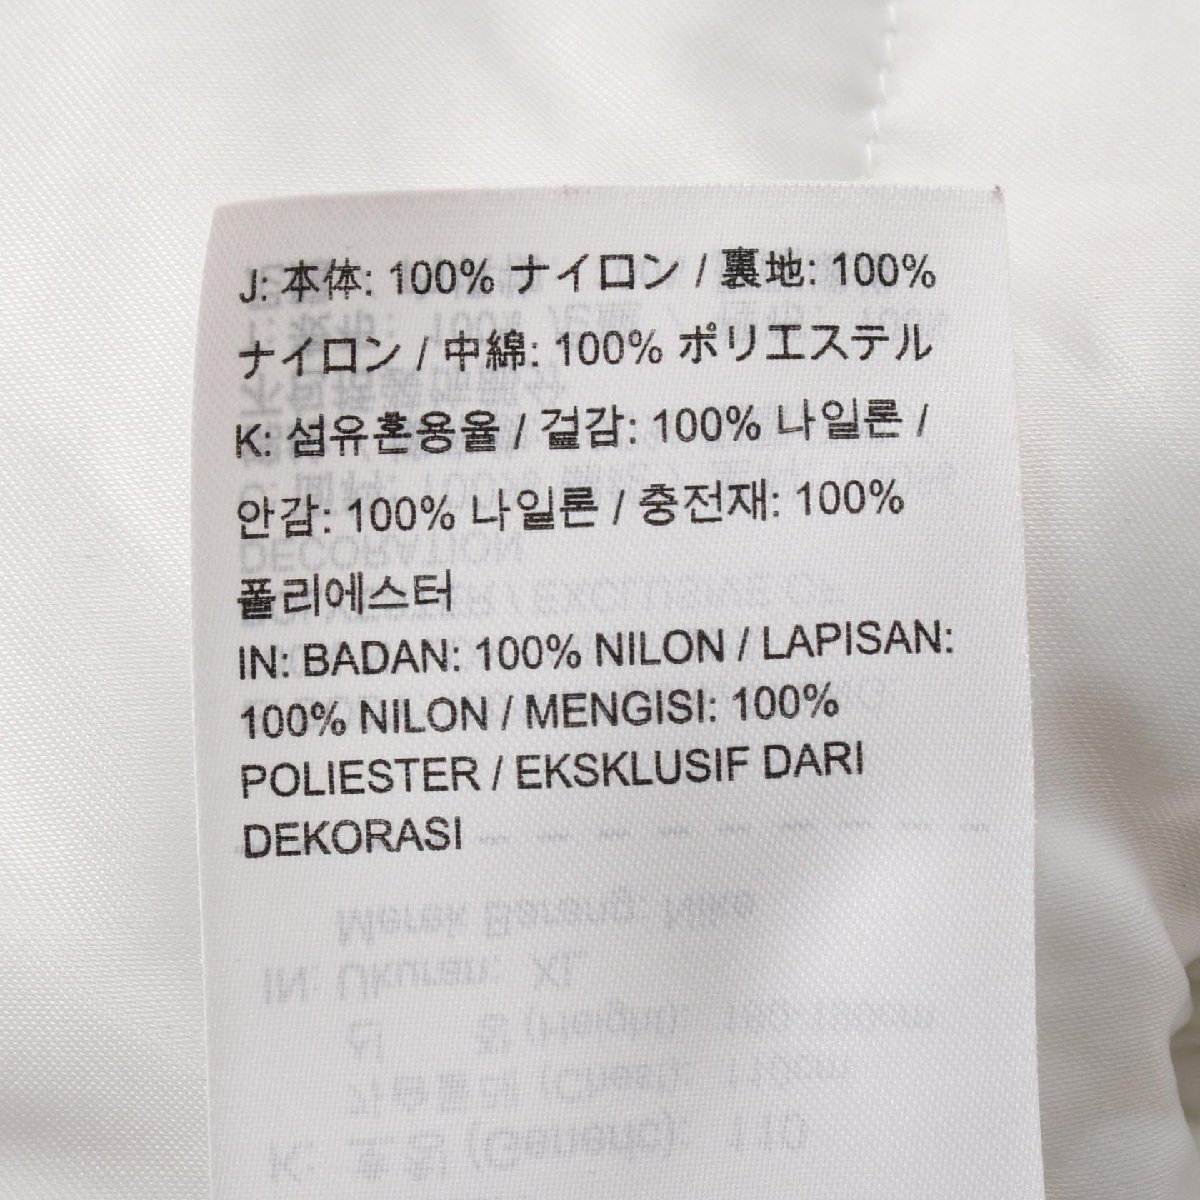 J: 本体: 100% ナイロン / 裏地: 100%
ナイロン / 中綿: 100% ポリエステル
K: 섬유혼용율 / 겉감: 100% 나일론 /
안감: 100% 나일론 / 충전재: 100%
폴리에스터
IN: BADAN: 100% NILON / LAPISAN:
100% NILON / MENGISI: 100%
POLIESTER / EKSKLUSIF DARI
DEKORASI